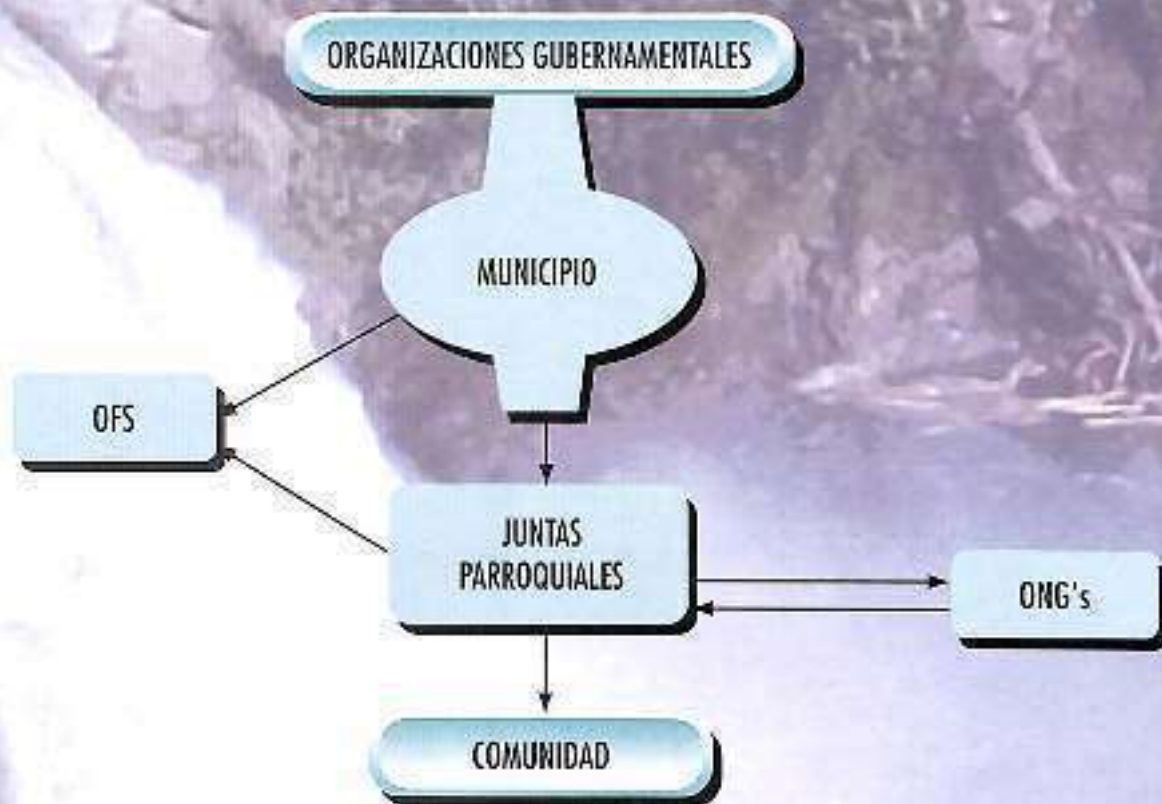 ORGANIZACIONES GUBERNAMENTALES
MUNICIPIO
OFS
JUNTAS
PARROQUIALES
ONG's
COMUNIDAD